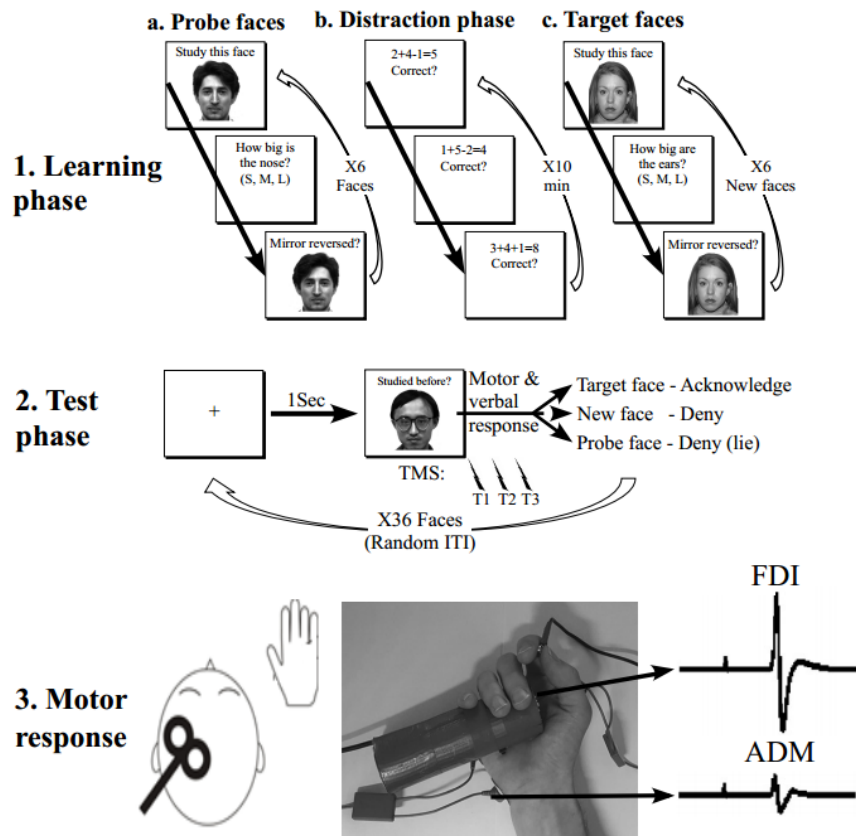 a. Probe faces
b. Distraction phase
c. Target faces
1. Learning
phase
Study this face
How big is
the nose?
(S, M, L)
Mirror reversed?
X6
Faces
2+4-1=5
Correct?
1+5-2=4
Correct?
3+4+1=8
Correct?
X10
min
Study this face
How big are
the ears?
(S, M, L)
Mirror reversed?
X6
New faces
2. Test
phase
+
1Sec
Studied before?
Motor &
verbal
response
Target face - Acknowledge
New face - Deny
Probe face - Deny (lie)
TMS:
T1 T2 T3
X36 Faces
(Random ITI)
3. Motor
response
FDI
ADM